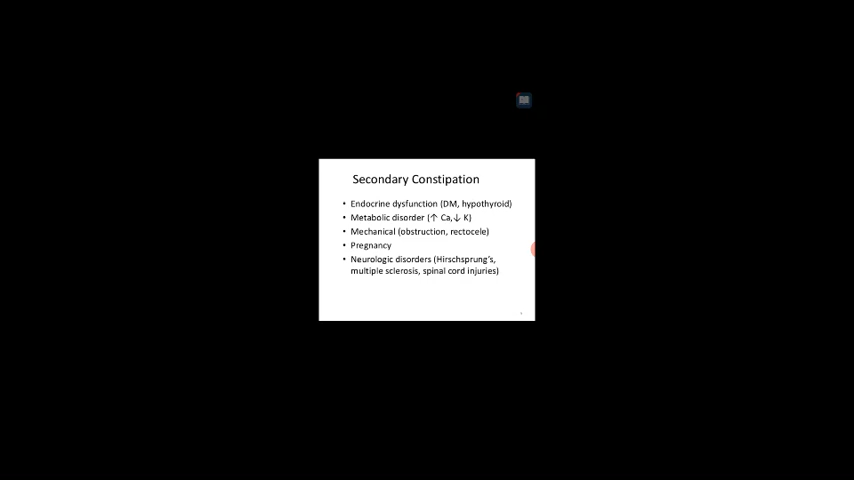 Secondary Constipation
• Endocrine dysfunction (DM, hypothyroid)
• Metabolic disorder (↑ Ca,↓ K)
• Mechanical (obstruction, rectocele)
• Pregnancy
• Neurologic disorders (Hirschsprung's,
multiple sclerosis, spinal cord injuries)